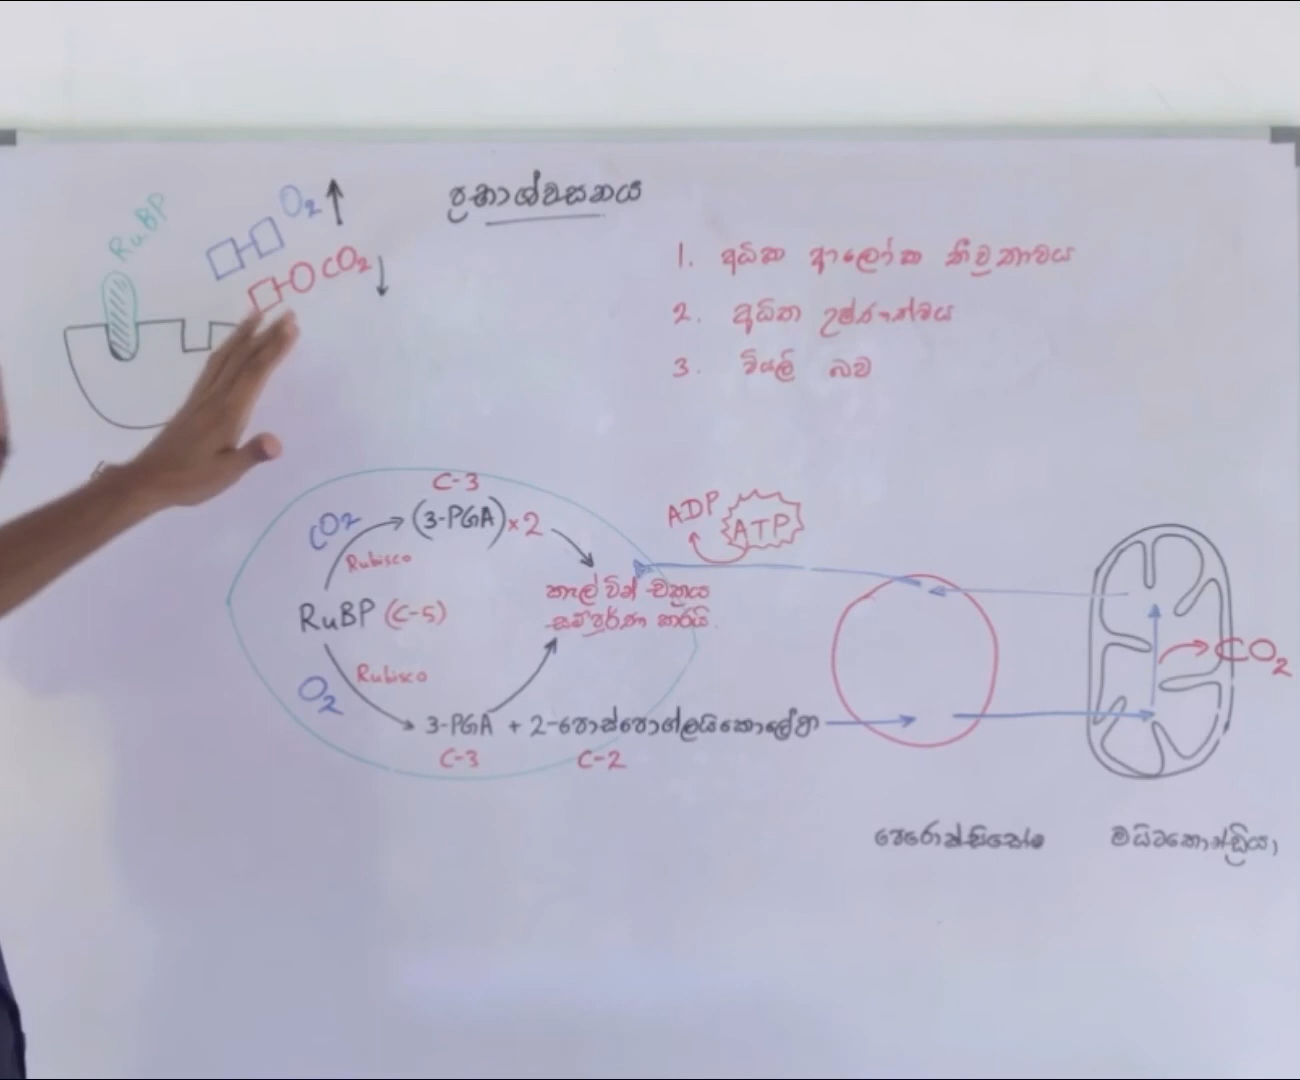 ප්‍රභාශ්වසනය
RuBP
O2
CO2
1. අධික ආලෝක තීව්‍රතාවය
2. අධික උෂ්ණත්වය
3. වියලි බව
C-3
CO2
(3-PGA)×2
Rubisco
ADP
ATP
RuBP (C-5)
කැල්වින් චක්‍රය
සම්පූර්ණ කරයි.
CO2
O2
Rubisco
3-PGA + 2-පොස්පොග්ලයිකොලේට්
C-3
C-2
පෙරොක්සිසෝම
මයිටකොන්ඩ්‍රියා